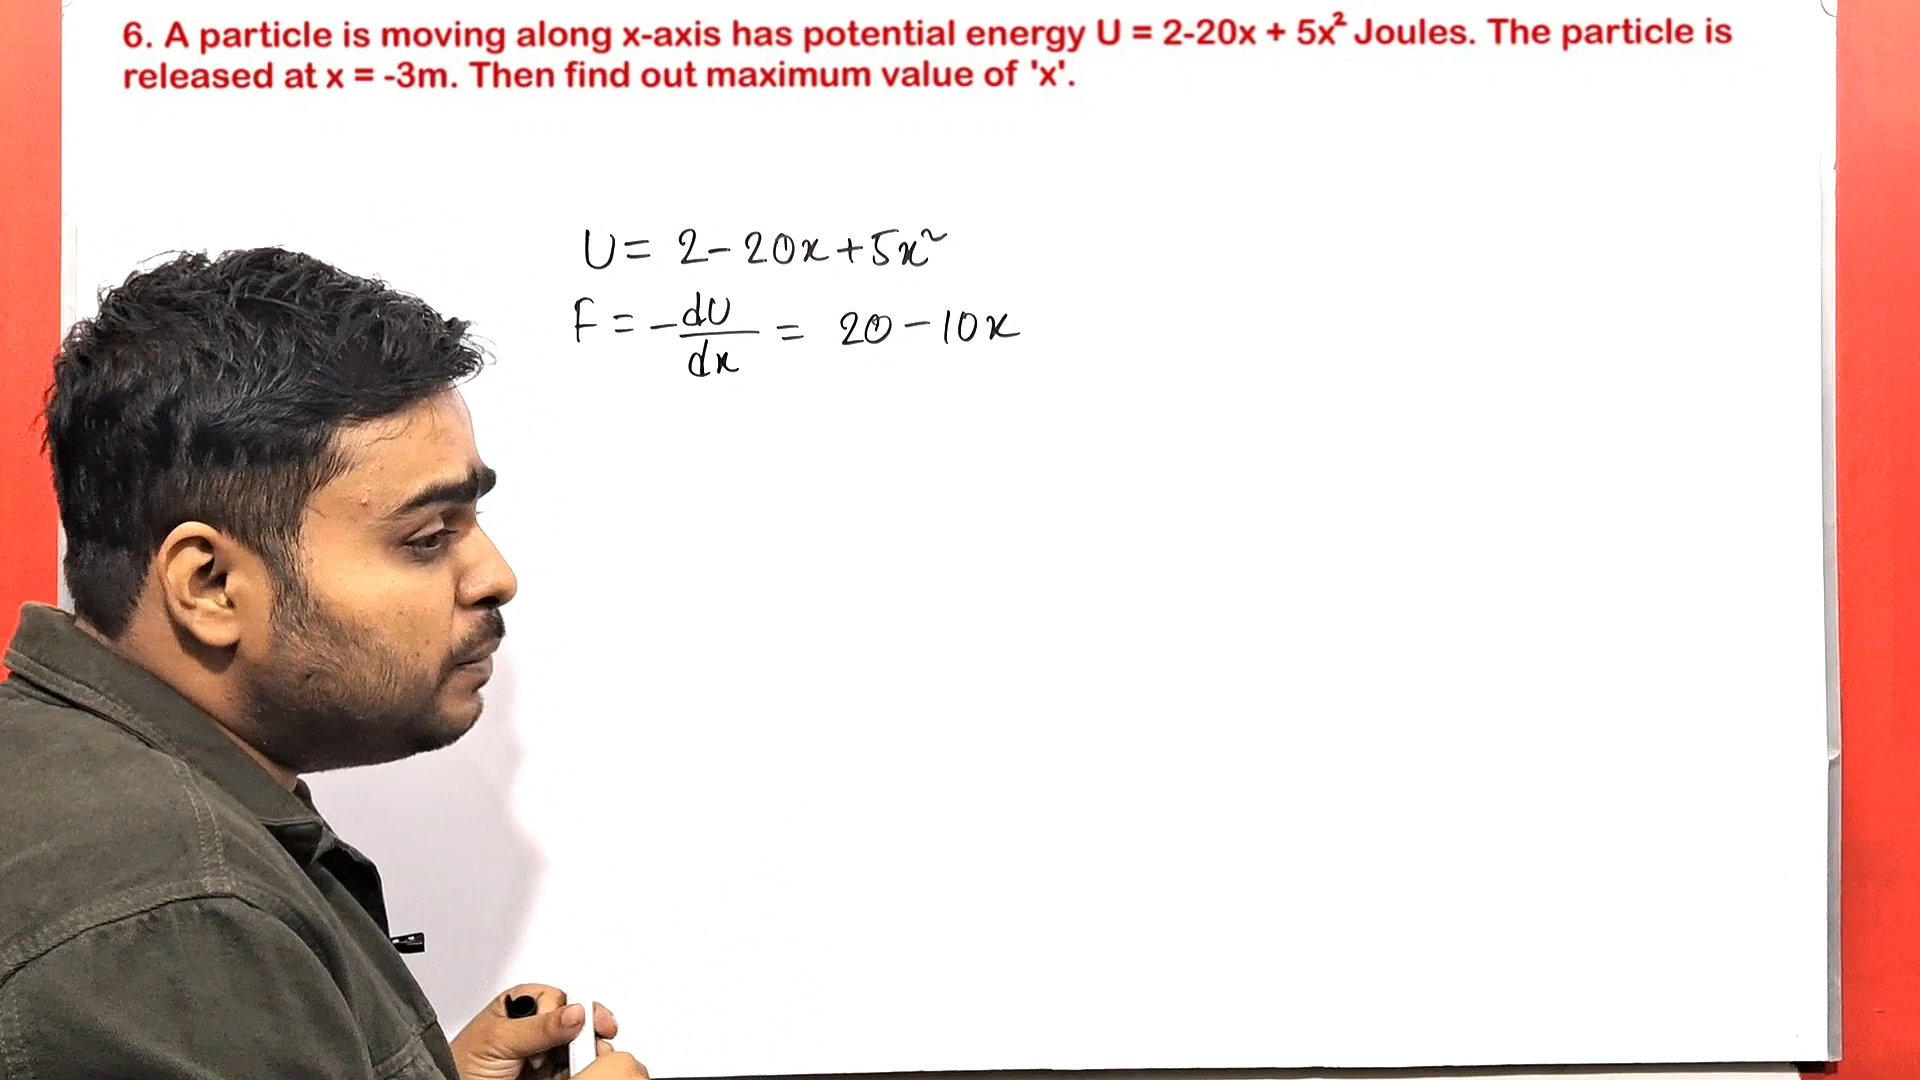 6. A particle is moving along x-axis has potential energy U = 2-20x + 5x² Joules. The particle is
released at x = -3m. Then find out maximum value of 'x'.
U = 2 - 20x + 5x²
F = -dU/dx = 20 - 10x